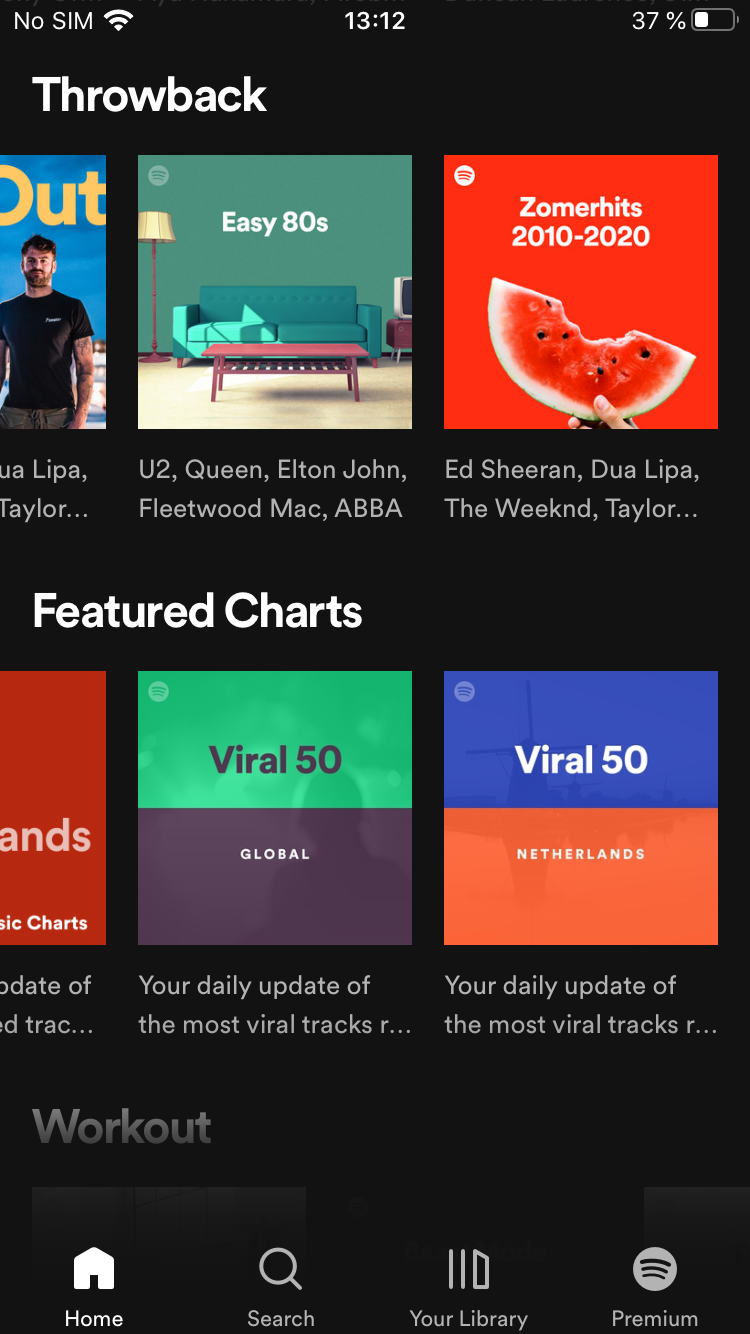 No SIM 13:12 37 %
Throwback
Out
Easy 80s
Zomerhits
2010-2020
ua Lipa,
Taylor...
U2, Queen, Elton John,
Fleetwood Mac, ABBA
Ed Sheeran, Dua Lipa,
The Weeknd, Taylor...
Featured Charts
ands
sic Charts
Viral 50
GLOBAL
Viral 50
NETHERLANDS
pdate of
ed trac...
Your daily update of
the most viral tracks r...
Your daily update of
the most viral tracks r...
Workout
Home
Search
Your Library
Premium